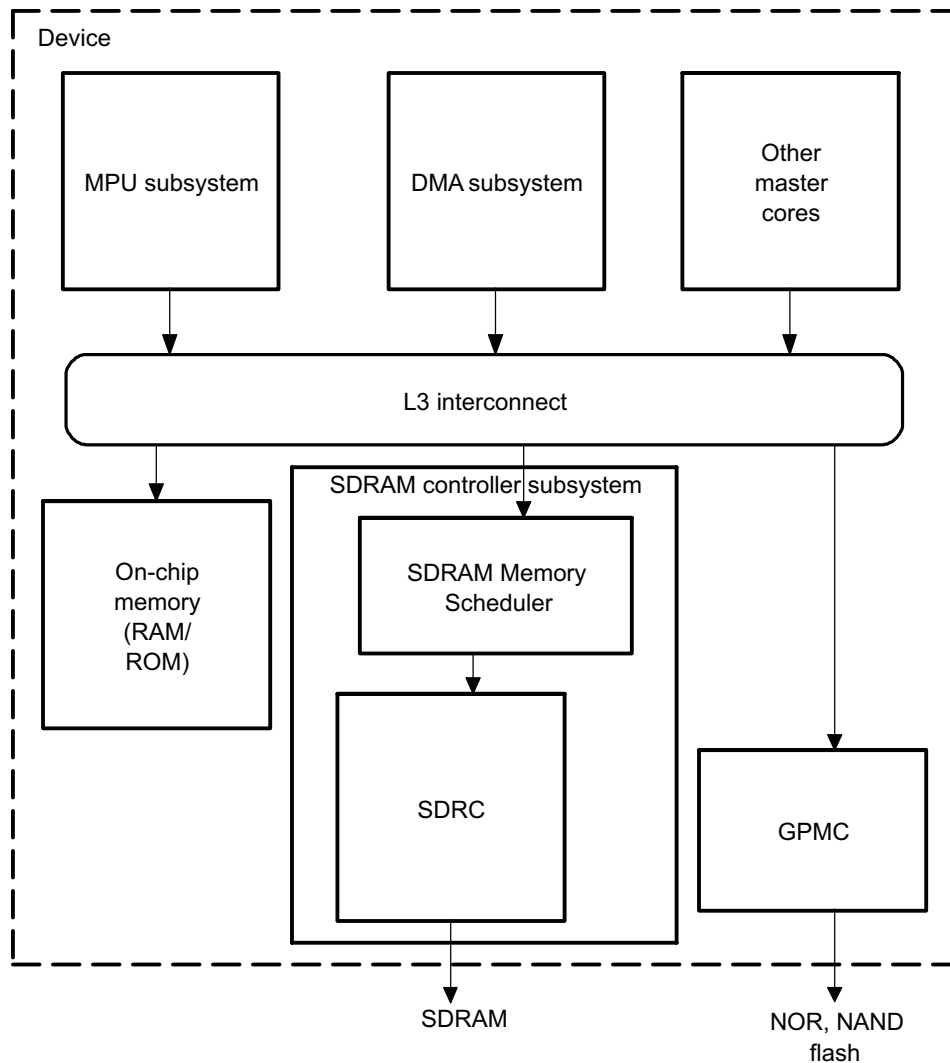 Device
MPU subsystem
DMA subsystem
Other
master
cores
L3 interconnect
SDRAM controller subsystem
On-chip
memory
(RAM/
ROM)
SDRAM Memory
Scheduler
SDRC
GPMC
SDRAM
NOR, NAND
flash